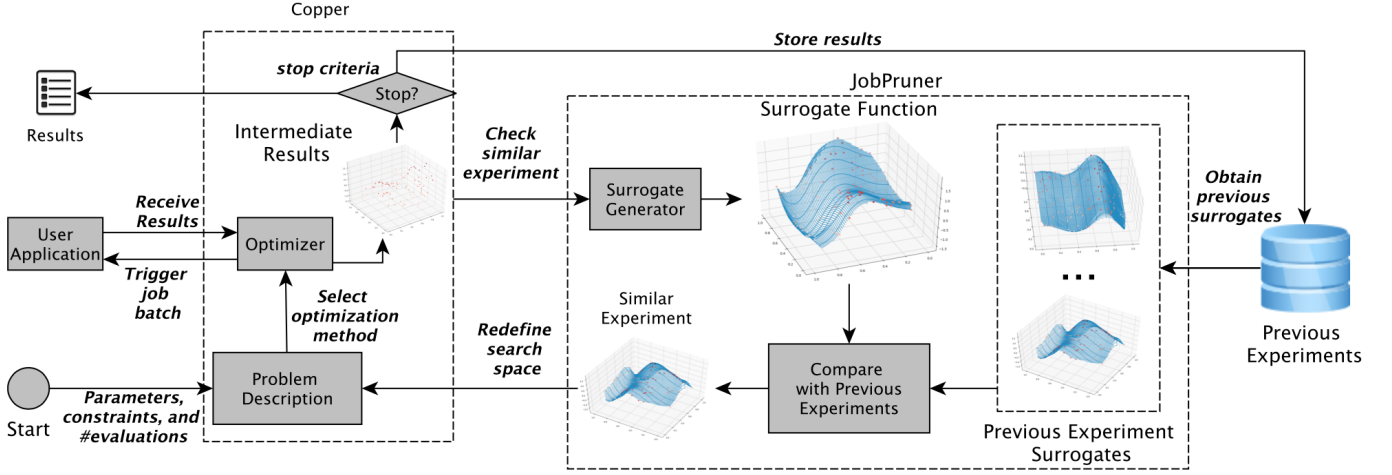 Copper
Store results
stop criteria
Stop?
Results
JobPruner
Surrogate Function
Intermediate
Results
Check
similar
experiment
Surrogate
Generator
Obtain
previous
surrogates
Receive
Results
User
Application
Optimizer
Trigger
job
batch
Select
optimization
method
...
Similar
Experiment
Previous
Experiments
Redefine
search
space
Start
Parameters,
constraints, and
#evaluations
Problem
Description
Compare
with Previous
Experiments
Previous Experiment
Surrogates